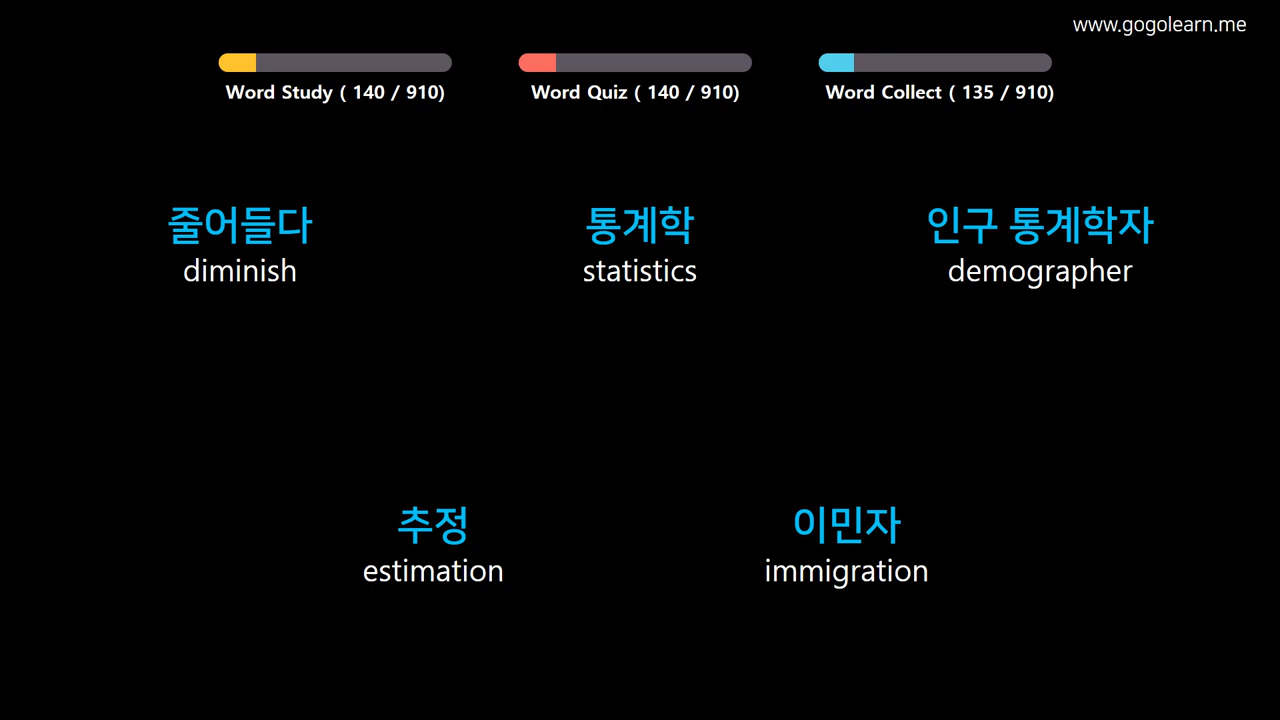 www.gogolearn.me
Word Study ( 140 / 910)
Word Quiz ( 140 / 910)
Word Collect ( 135 / 910)
줄어들다
diminish
통계학
statistics
인구 통계학자
demographer
추정
estimation
이민자
immigration